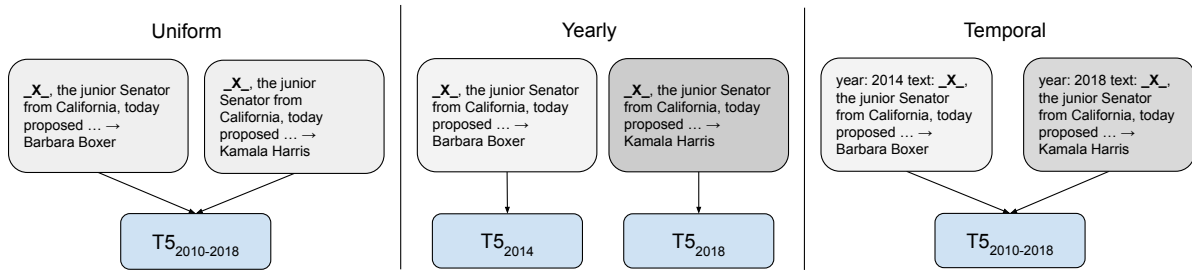 Uniform
_X_, the junior Senator
from California, today
proposed … →
Barbara Boxer
_X_, the junior
Senator from
California, today
proposed … →
Kamala Harris
T5 2010-2018
Yearly
_X_, the junior Senator
from California, today
proposed … →
Barbara Boxer
_X_, the junior Senator
from California, today
proposed … →
Kamala Harris
T5 2014
T5 2018
Temporal
year: 2014 text: _X_,
the junior Senator
from California, today
proposed … →
Barbara Boxer
year: 2018 text: _X_,
the junior Senator
from California, today
proposed … →
Kamala Harris
T5 2010-2018